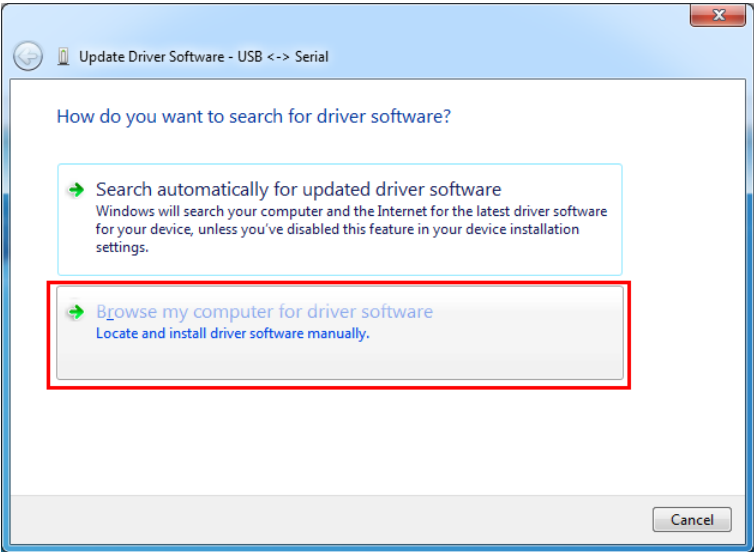 Update Driver Software - USB <-> Serial
How do you want to search for driver software?
Search automatically for updated driver software
Windows will search your computer and the Internet for the latest driver software
for your device, unless you've disabled this feature in your device installation
settings.
Browse my computer for driver software
Locate and install driver software manually.
Cancel